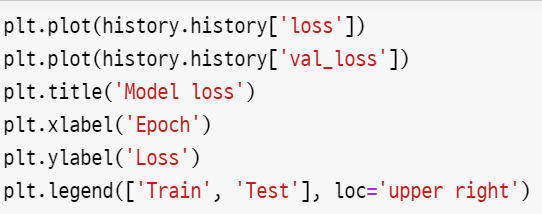 plt.plot(history.history['loss'])
plt.plot(history.history['val_loss'])
plt.title('Model loss')
plt.xlabel('Epoch')
plt.ylabel('Loss')
plt.legend(['Train', 'Test'], loc='upper right')